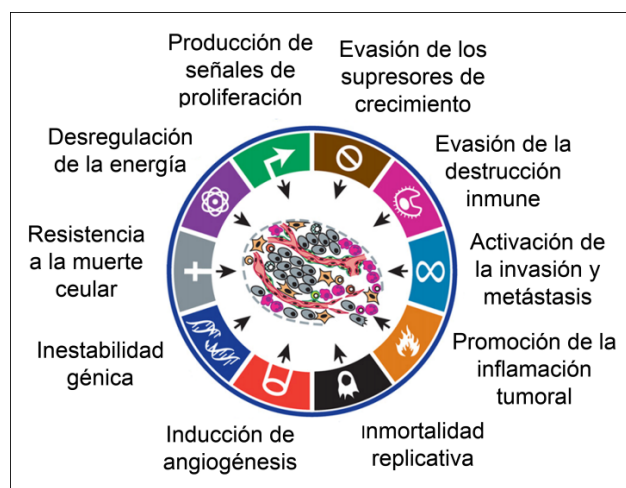 Producción de
señales de
proliferación
Evasión de los
supresores de
crecimiento
Evasión de la
destrucción
inmune
Activación de
la invasión y
metástasis
Promoción de la
inflamación
tumoral
Inmortalidad
replicativa
Inducción de
angiogénesis
Inestabilidad
génica
Resistencia
a la muerte
ceular
Desregulación
de la energía